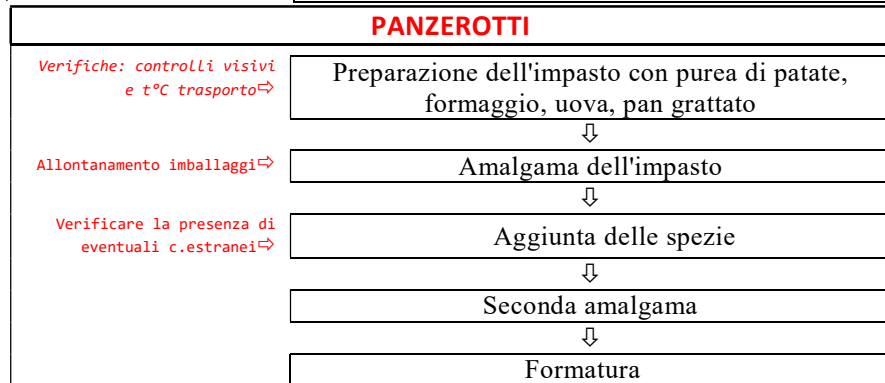 PANZEROTTI
Verifiche: controlli visivi
e t°C trasporto⇨
Preparazione dell'impasto con purea di patate,
formaggio, uova, pan grattato
⇩
Allontanamento imballaggi⇨
Amalgama dell'impasto
⇩
Verificare la presenza di
eventuali c.estranei⇨
Aggiunta delle spezie
⇩
Seconda amalgama
⇩
Formatura